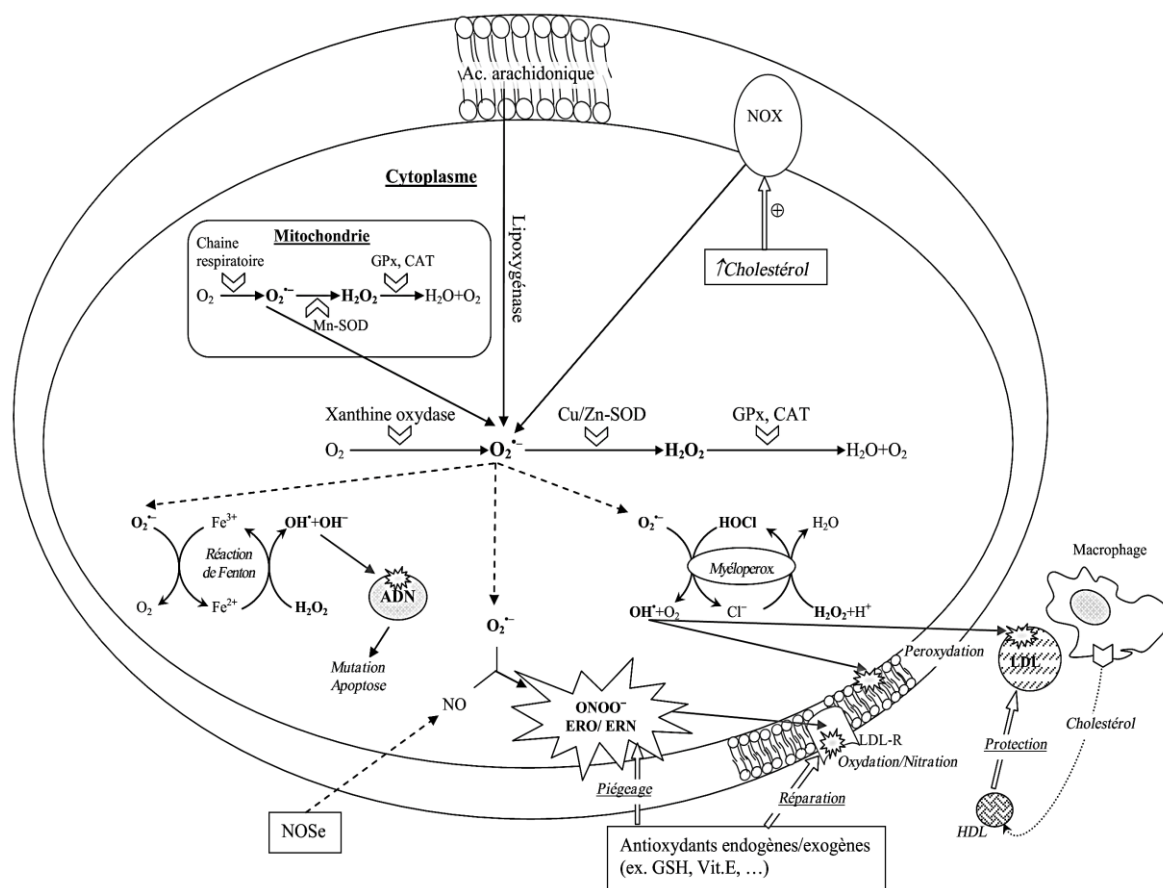 Ac. arachidonique
NOX
Cytoplasme
Lipoxygénase
⊕
↑Cholestérol
Mitochondrie
Chaine
respiratoire
GPx, CAT
O₂ O₂•− H₂O₂ H₂O+O₂
Mn-SOD
Xanthine oxydase Cu/Zn-SOD GPx, CAT
O₂ O₂•− H₂O₂ H₂O+O₂
O₂•− Fe³⁺ OH•+OH⁻
Réaction
de Fenton
O₂ Fe²⁺ H₂O₂
ADN
Mutation
Apoptose
O₂•− HOCl H₂O
Myéloperox.
OH•+O₂ Cl⁻ H₂O₂+H⁺
Macrophage
Peroxydation
LDL
O₂•−
NO
ONOO⁻
ERO/ ERN
LDL-R
Oxydation/Nitration
Cholestérol
Protection
HDL
Piégeage
Réparation
NOSe
Antioxydants endogènes/exogènes
(ex. GSH, Vit.E, …)